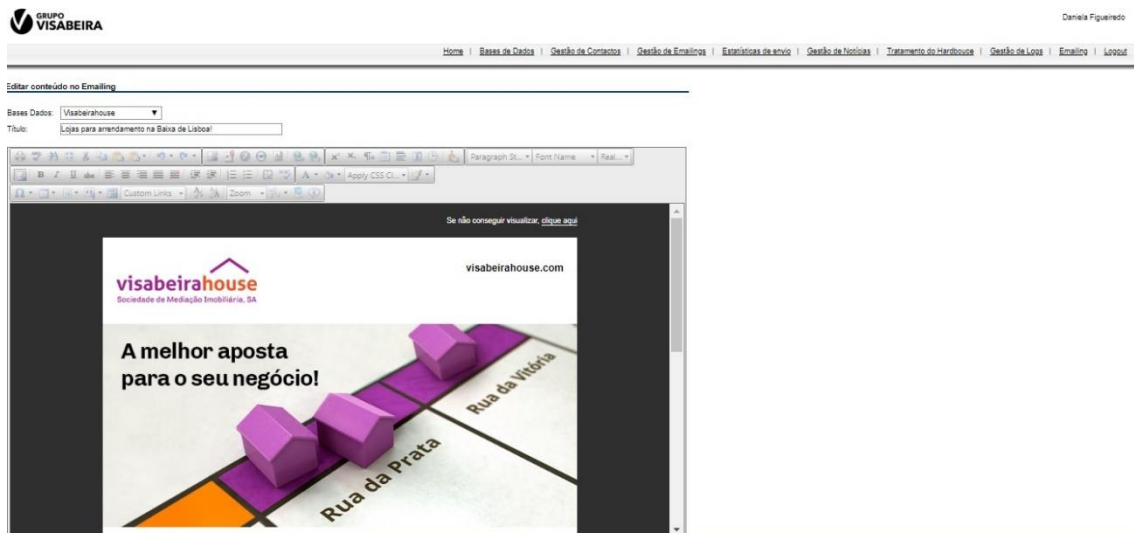 GRUPO
VISABEIRA
Daniela Figueiredo
Home | Bases de Dados | Gestão de Contactos | Gestão de Emailings | Estatísticas de envio | Gestão de Notícias | Tratamento do Hardbouce | Gestão de Logs | Emailing | Logout
Editar conteúdo no Emailing
Bases Dados: Visabeirahouse
Título: Lojas para arrendamento na Baixa de Lisboa!
Paragraph St... Font Name Real...
B I U abc Apply CSS Cl...
Custom Links Zoom
Se não conseguir visualizar, clique aqui
visabeirahouse
Sociedade de Mediação Imobiliária, SA
visabeirahouse.com
A melhor aposta
para o seu negócio!
Rua da Vitória
Rua da Prata